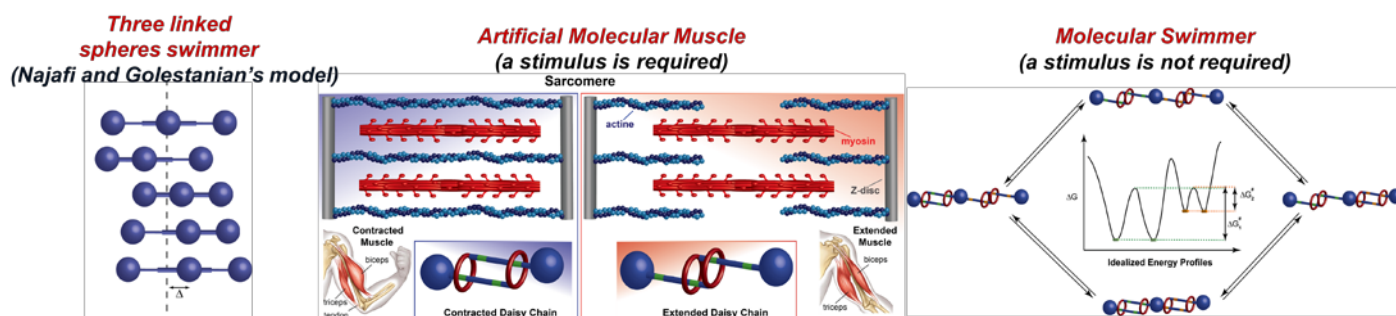 Three linked
spheres swimmer
(Najafi and Golestanian's model)
Δ
Artificial Molecular Muscle
(a stimulus is required)
Sarcomere
actine
myosin
Z-disc
Contracted
Muscle
biceps
triceps
tendon
Contracted Daisy Chain
Extended Daisy Chain
Extended
Muscle
biceps
triceps
Molecular Swimmer
(a stimulus is not required)
ΔG
Idealized Energy Profiles